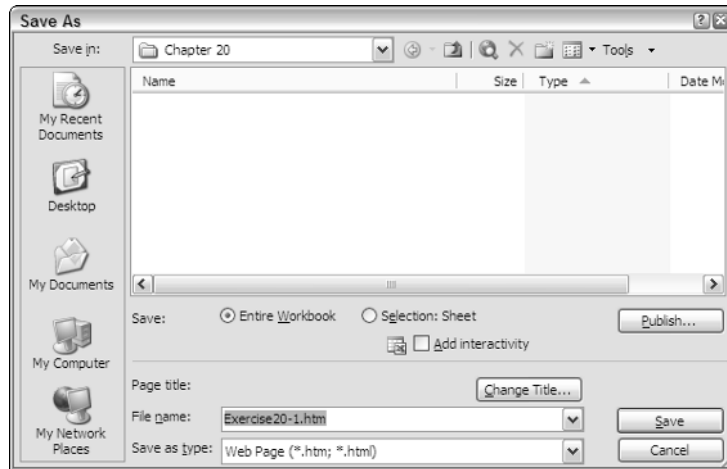 Save As
Save in:
Chapter 20
Tools
Name Size Type Date Mo
My Recent
Documents
Desktop
My Documents
My Computer
My Network
Places
Save: Entire Workbook Selection: Sheet Publish...
Add interactivity
Page title: Change Title...
File name: Exercise20-1.htm Save
Save as type: Web Page (*.htm; *.html) Cancel